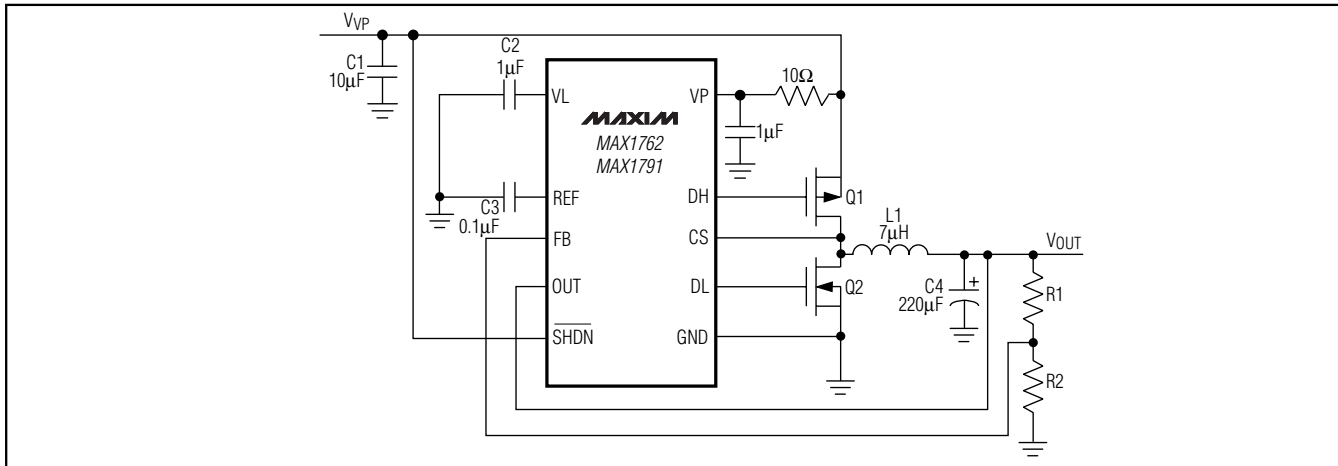 VVP
C1
10µF
C2
1µF
VL
VP
10Ω
1µF
MAXIM
MAX1762
MAX1791
REF
C3
0.1µF
DH
Q1
FB
CS
L1
7µH
VOUT
OUT
DL
Q2
C4
220µF
+
R1
SHDN
GND
R2